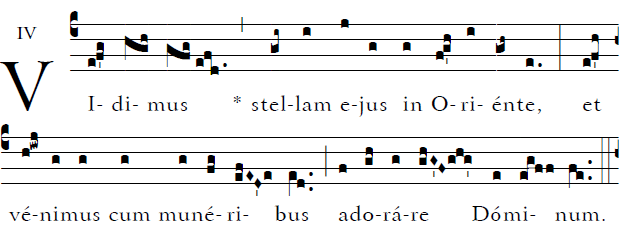 IV
VI- di- mus * stel-lam e-jus in O-ri-énte, et
vé-nimus cum muné-ri- bus ado-rá-re Dómi- num.